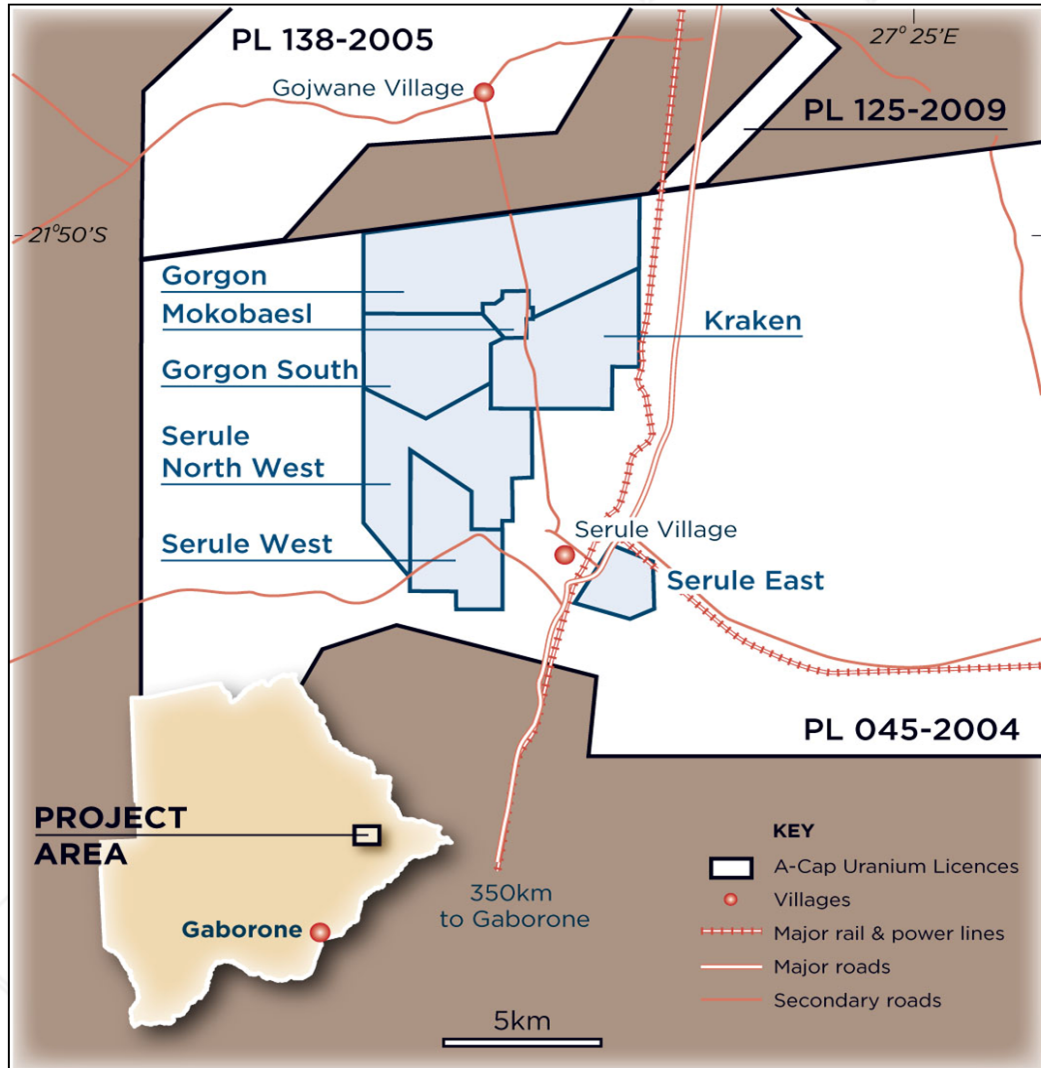 PL 138-2005
27° 25'E
Gojwane Village
PL 125-2009
21°50'S
Gorgon
Mokobaesl
Kraken
Gorgon South
Serule
North West
Serule Village
Serule West
Serule East
PL 045-2004
PROJECT
AREA
Gaborone
350km
to Gaborone
5km
KEY
A-Cap Uranium Licences
Villages
Major rail & power lines
Major roads
Secondary roads